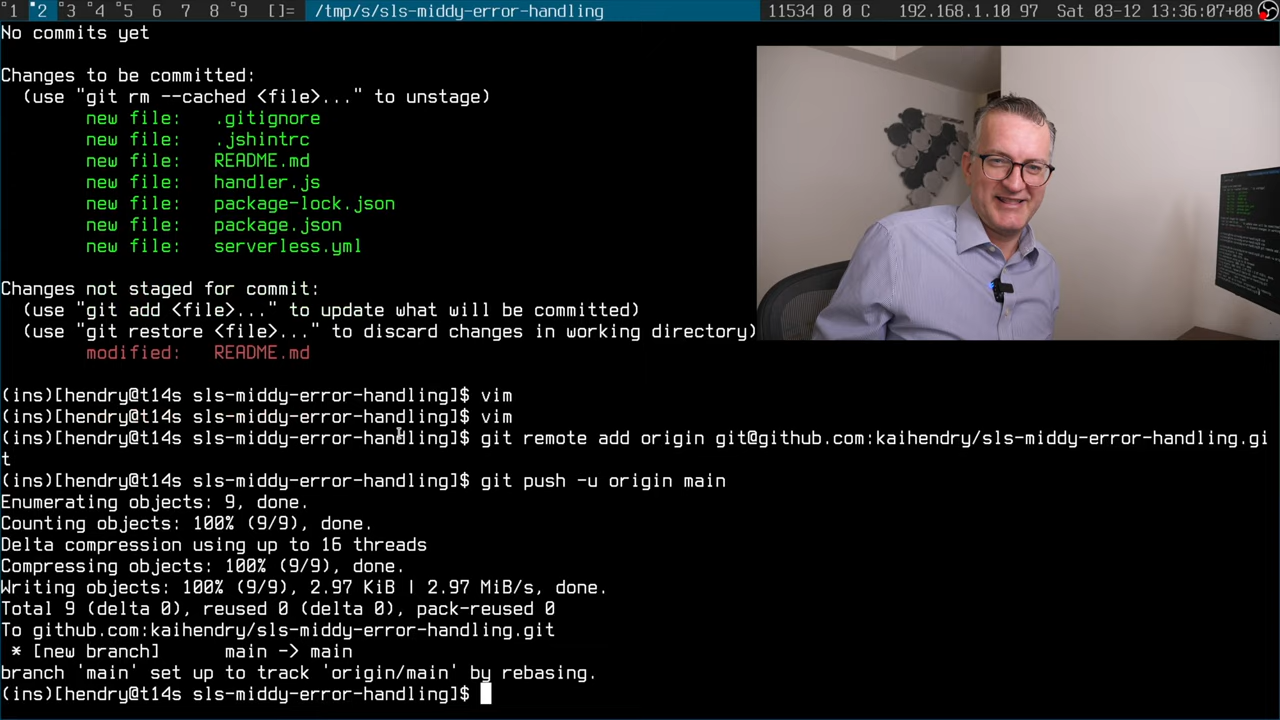 1 2 3 4 5 6 7 8 9 []= /tmp/s/sls-middy-error-handling 11534 0 0 C 192.168.1.10 97 Sat 03-12 13:36:07+08
No commits yet
Changes to be committed:
(use "git rm --cached <file>..." to unstage)
new file: .gitignore
new file: .jshintrc
new file: README.md
new file: handler.js
new file: package-lock.json
new file: package.json
new file: serverless.yml
Changes not staged for commit:
(use "git add <file>..." to update what will be committed)
(use "git restore <file>..." to discard changes in working directory)
modified: README.md
(ins)[hendry@t14s sls-middy-error-handling]$ vim
(ins)[hendry@t14s sls-middy-error-handling]$ vim
(ins)[hendry@t14s sls-middy-error-handling]$ git remote add origin git@github.com:kaihendry/sls-middy-error-handling.gi
t
(ins)[hendry@t14s sls-middy-error-handling]$ git push -u origin main
Enumerating objects: 9, done.
Counting objects: 100% (9/9), done.
Delta compression using up to 16 threads
Compressing objects: 100% (9/9), done.
Writing objects: 100% (9/9), 2.97 KiB | 2.97 MiB/s, done.
Total 9 (delta 0), reused 0 (delta 0), pack-reused 0
To github.com:kaihendry/sls-middy-error-handling.git
* [new branch] main -> main
branch 'main' set up to track 'origin/main' by rebasing.
(ins)[hendry@t14s sls-middy-error-handling]$